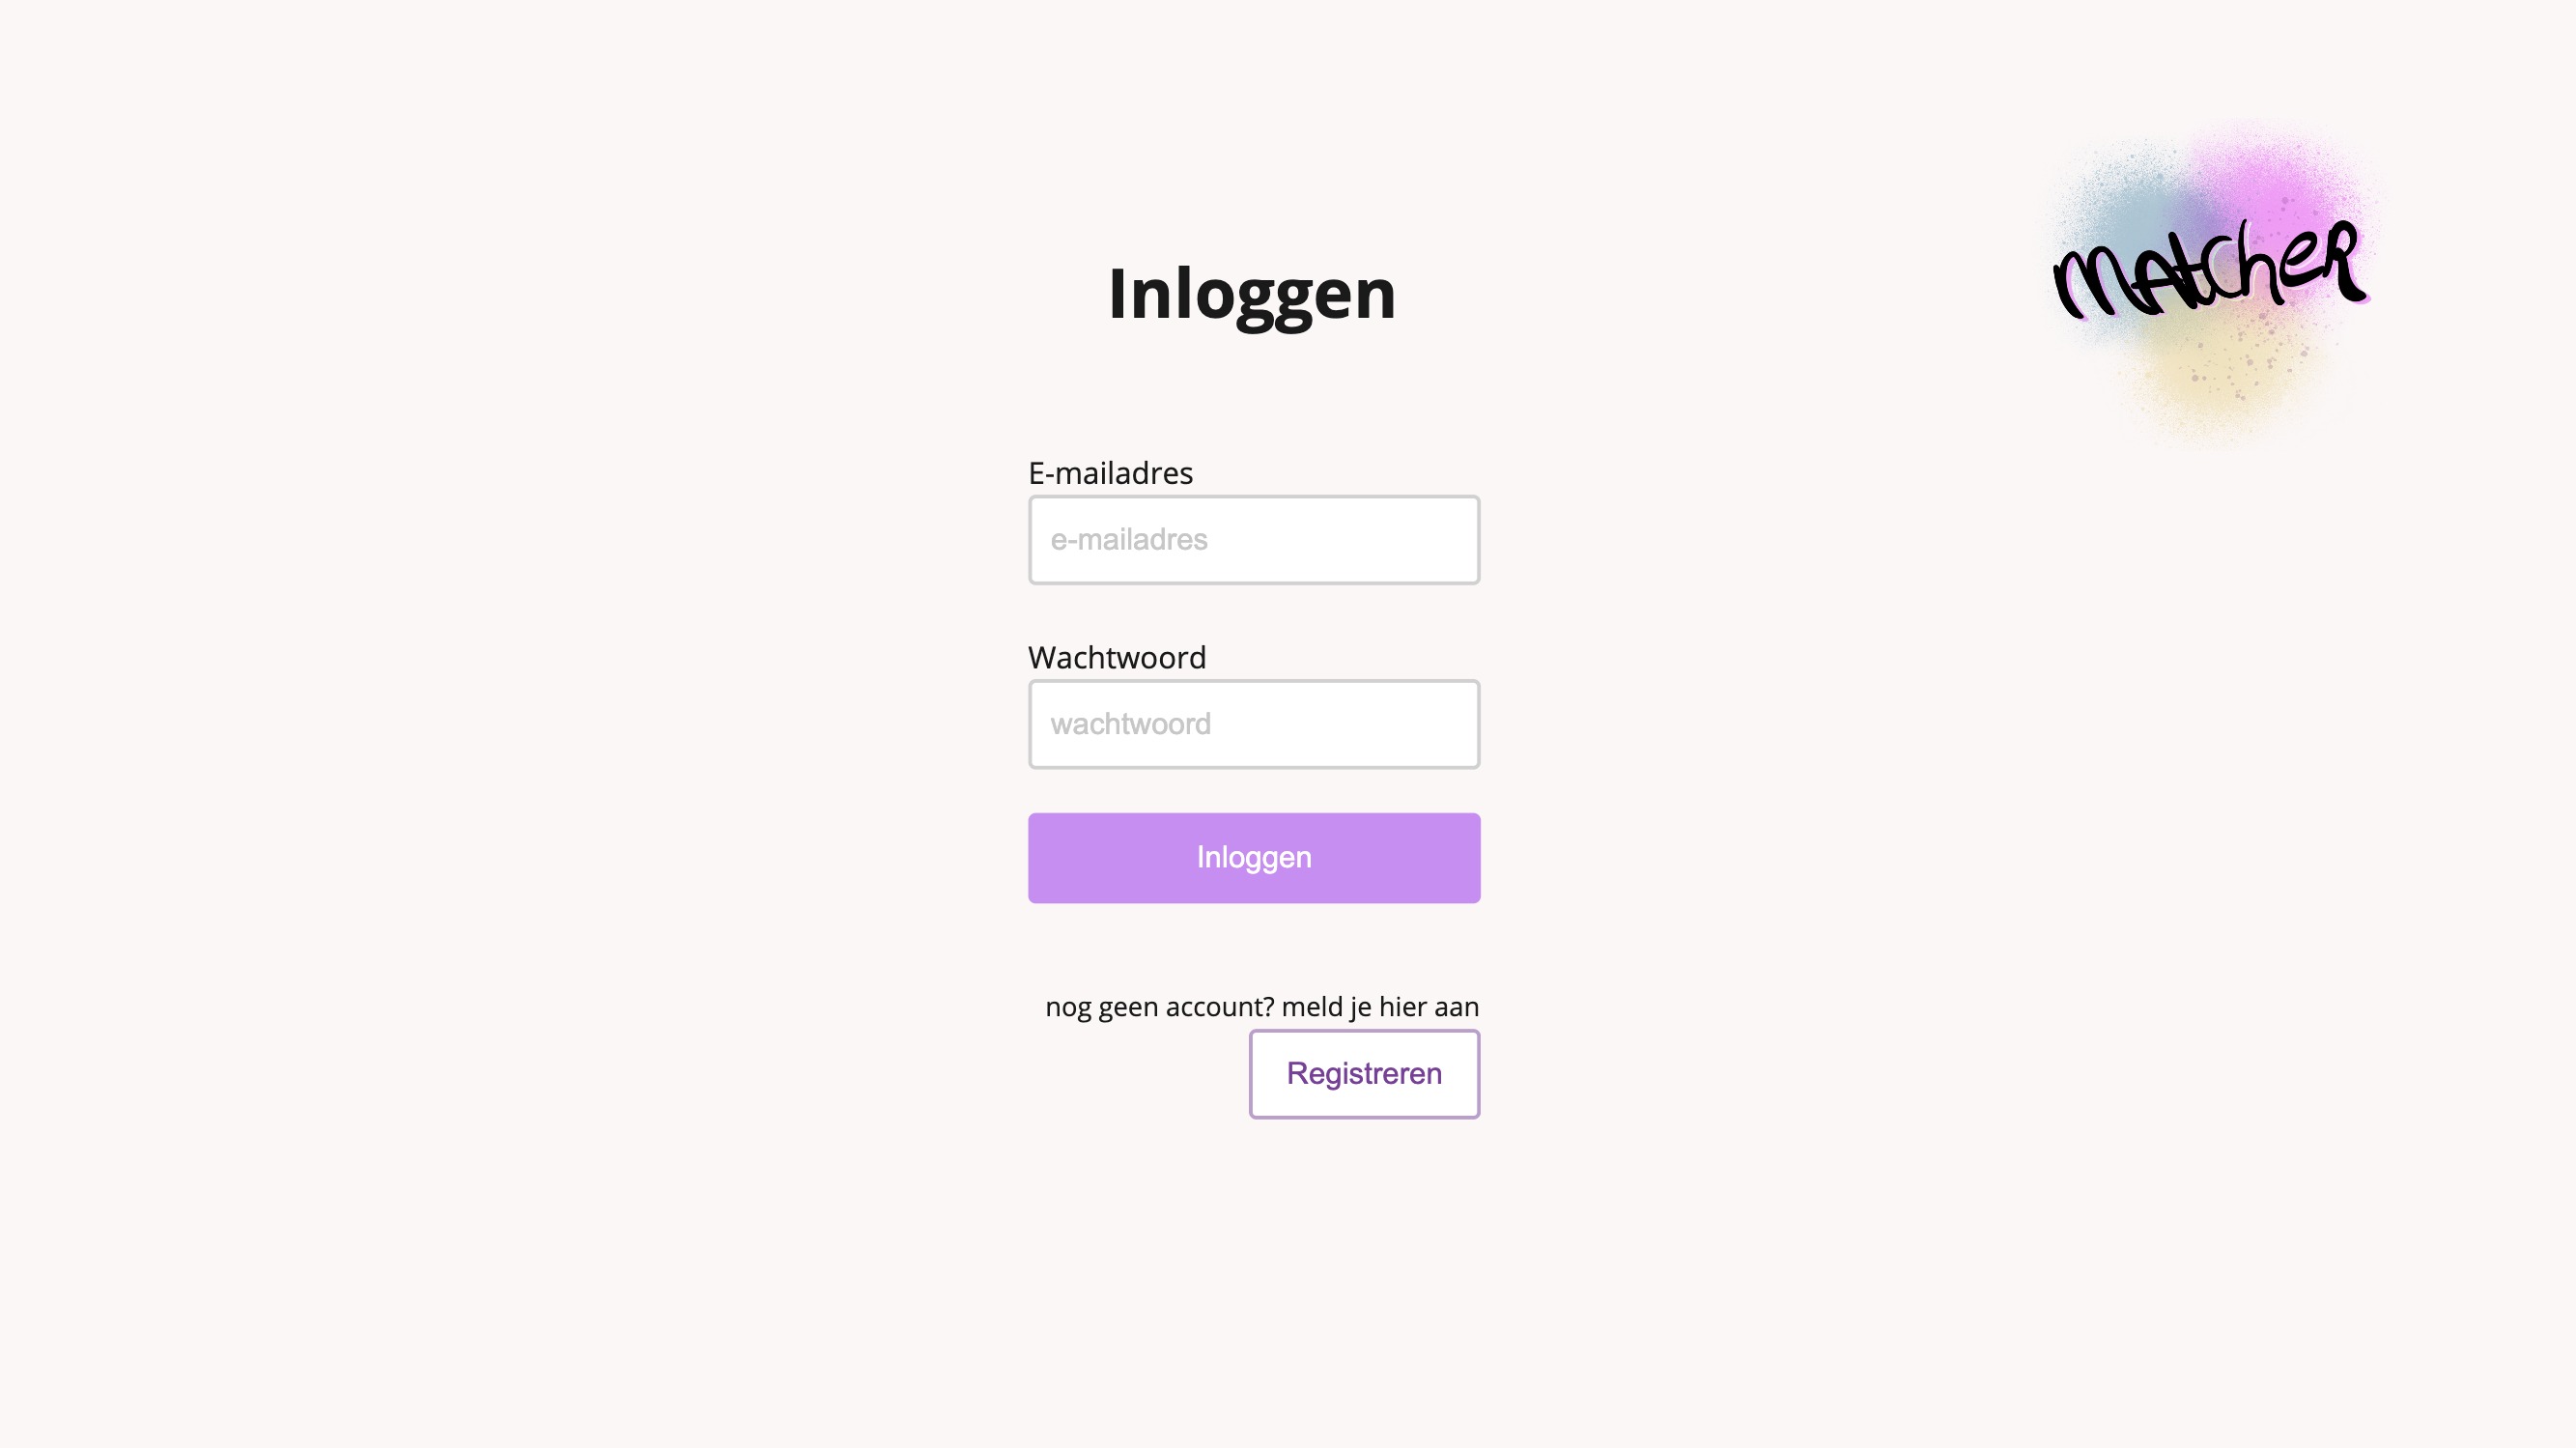 Inloggen
MAtcheR
E-mailadres
e-mailadres
Wachtwoord
wachtwoord
Inloggen
nog geen account? meld je hier aan
Registreren